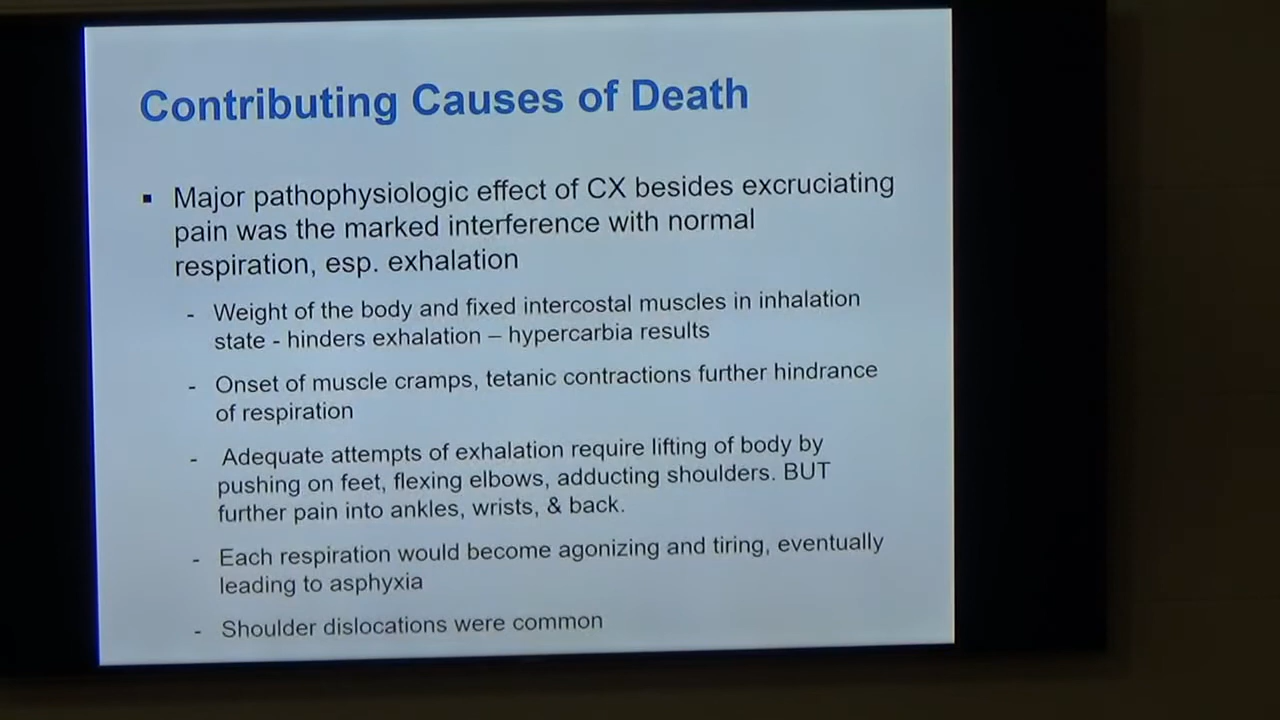 Contributing Causes of Death
▪ Major pathophysiologic effect of CX besides excruciating
pain was the marked interference with normal
respiration, esp. exhalation
- Weight of the body and fixed intercostal muscles in inhalation
state - hinders exhalation – hypercarbia results
- Onset of muscle cramps, tetanic contractions further hindrance
of respiration
- Adequate attempts of exhalation require lifting of body by
pushing on feet, flexing elbows, adducting shoulders. BUT
further pain into ankles, wrists, & back.
- Each respiration would become agonizing and tiring, eventually
leading to asphyxia
- Shoulder dislocations were common